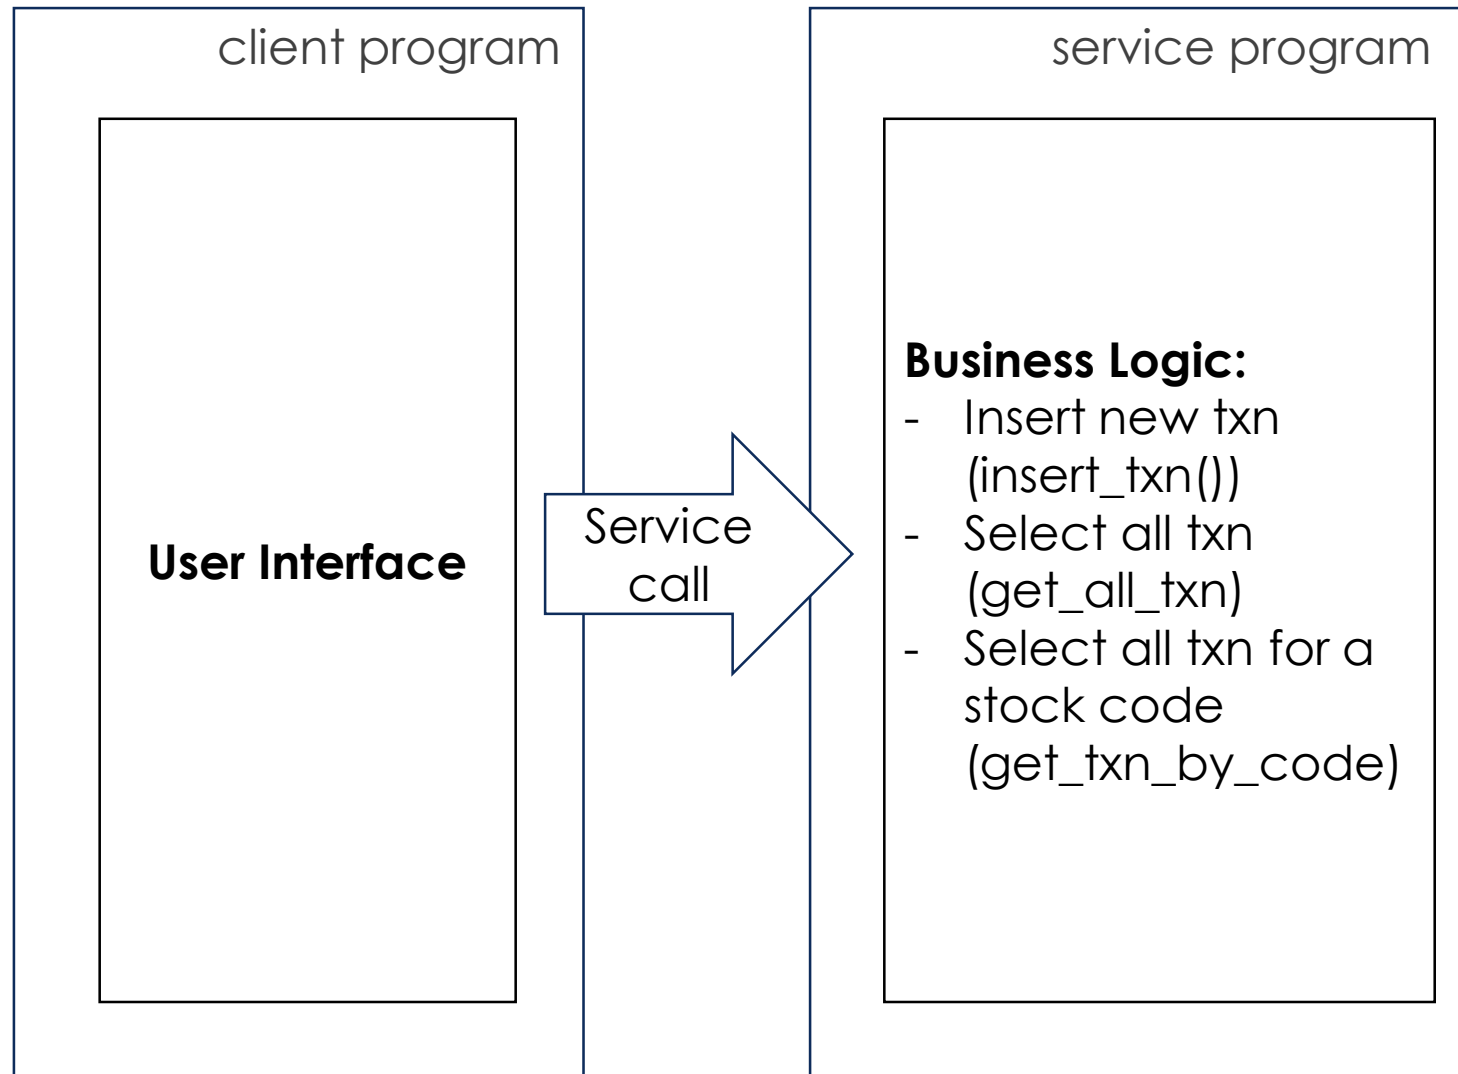 client program
service program
User Interface
Service
call
Business Logic:
- Insert new txn
(insert_txn())
- Select all txn
(get_all_txn)
- Select all txn for a
stock code
(get_txn_by_code)